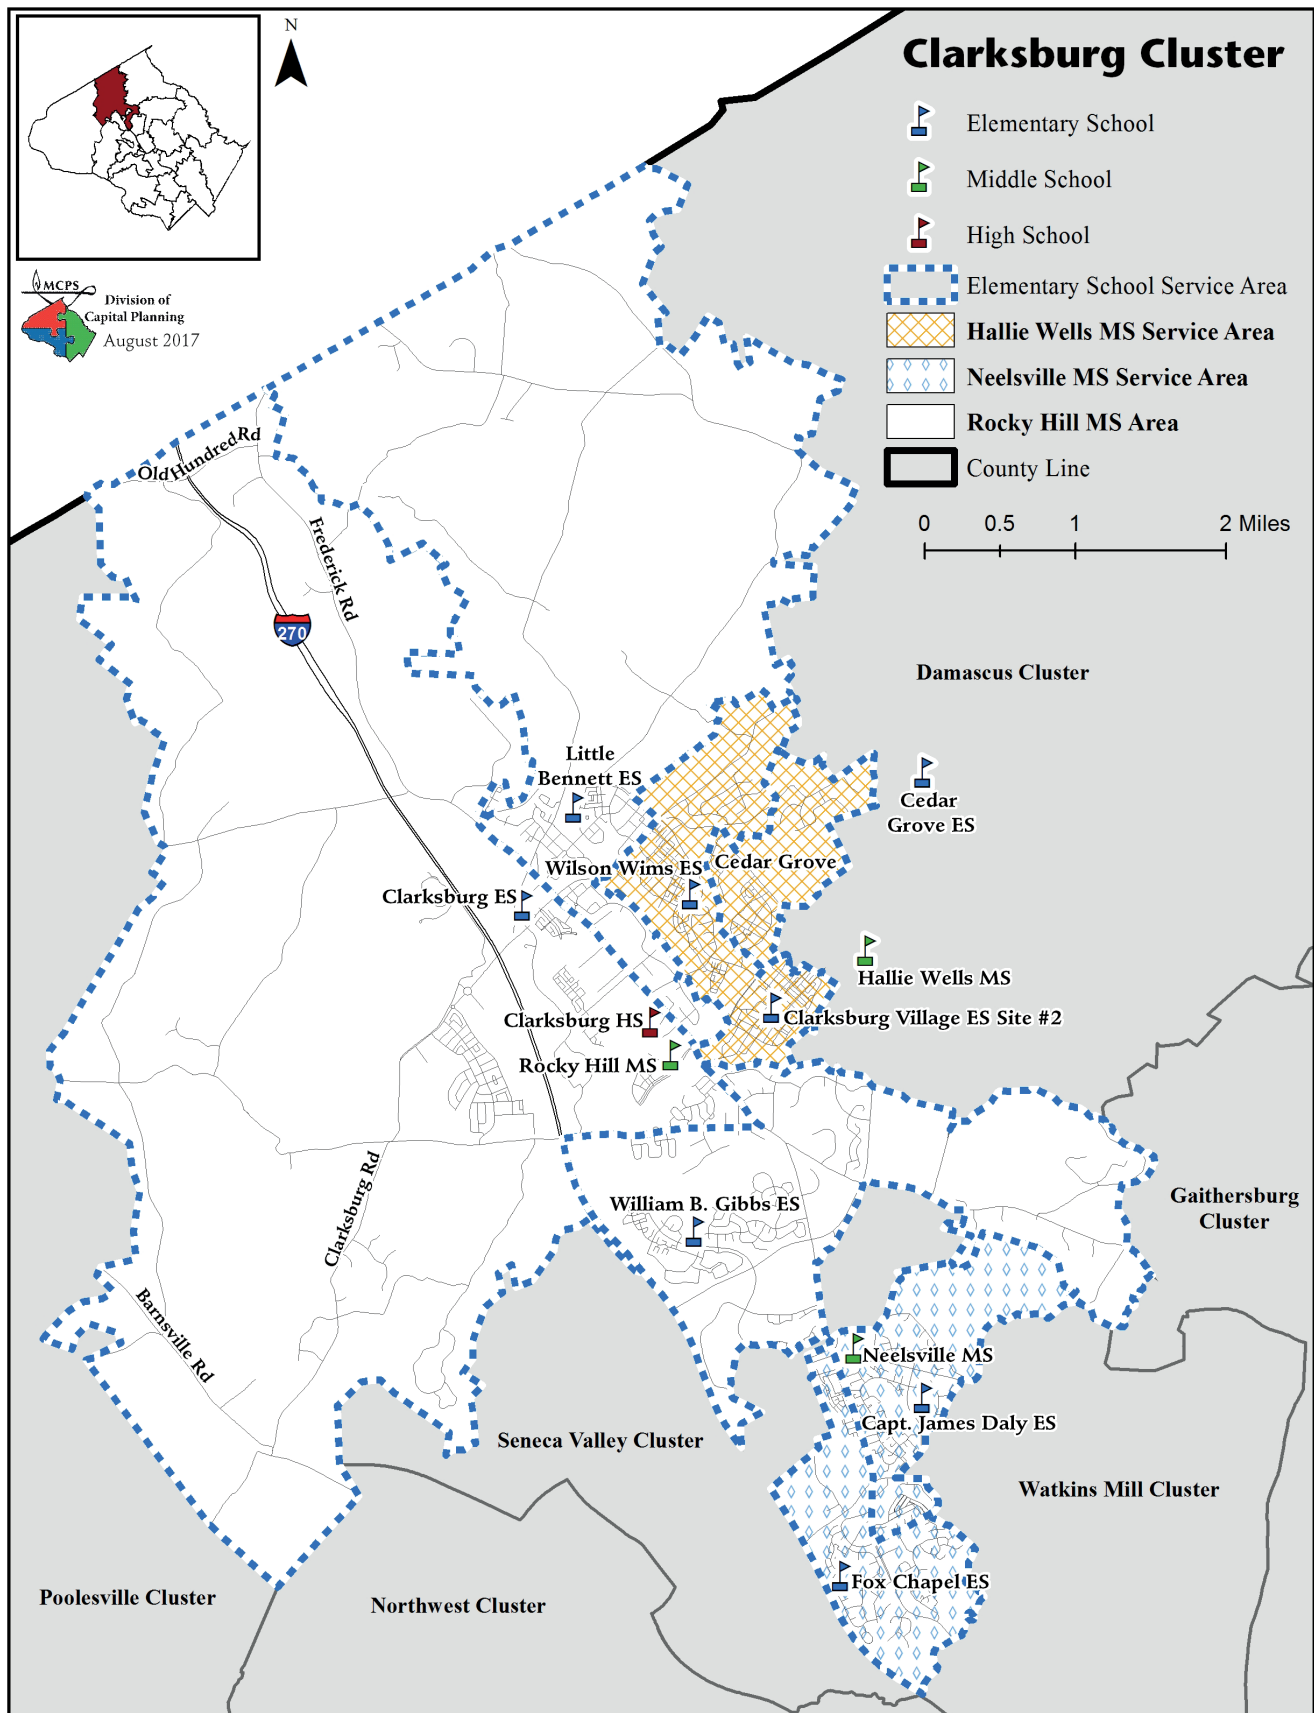 N
Clarksburg Cluster
Elementary School
Middle School
High School
Elementary School Service Area
Hallie Wells MS Service Area
Neelsville MS Service Area
Rocky Hill MS Area
County Line
0 0.5 1 2 Miles
MCPS
Division of
Capital Planning
August 2017
Old Hundred Rd
Frederick Rd
270
Damascus Cluster
Little
Bennett ES
Cedar
Grove ES
Wilson Wims ES
Cedar Grove
Clarksburg ES
Hallie Wells MS
Clarksburg HS
Clarksburg Village ES Site #2
Rocky Hill MS
Clarksburg Rd
William B. Gibbs ES
Gaithersburg
Cluster
Barnsville Rd
Neelsville MS
Capt. James Daly ES
Seneca Valley Cluster
Watkins Mill Cluster
Fox Chapel ES
Poolesville Cluster
Northwest Cluster